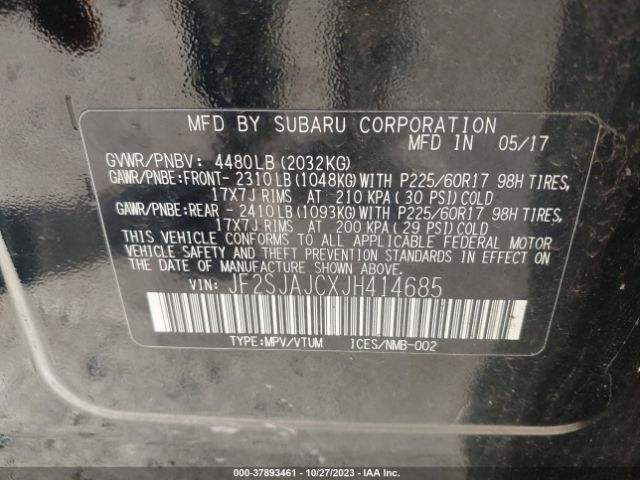 MFD BY SUBARU CORPORATION
MFD IN 05/17
GVWR/PNBV: 4480LB(2032KG)
GAWR/PNBE:FRONT- 2310LB(1048KG)WITH P225/60R17 98H TIRES,
17X7J RIMS AT 210 KPA(30 PSI)COLD
GAWR/PNBE:REAR - 2410LB(1093KG)WITH P225/60R17 98H TIRES,
17X7J RIMS AT 200 KPA(29 PSI)COLD
THIS VEHICLE CONFORMS TO ALL APPLICABLE FEDERAL MOTOR
VEHICLE SAFETY AND THEFT PREVENTION STANDARDS IN EFFECT
ON THE DATE OF MANUFACTURE SHOWN ABOVE.
VIN: JF2SJAJCXJH414685
TYPE:MPV/VTUM ICES/NMB-002
000-37893461 - 10/27/2023 - IAA Inc.